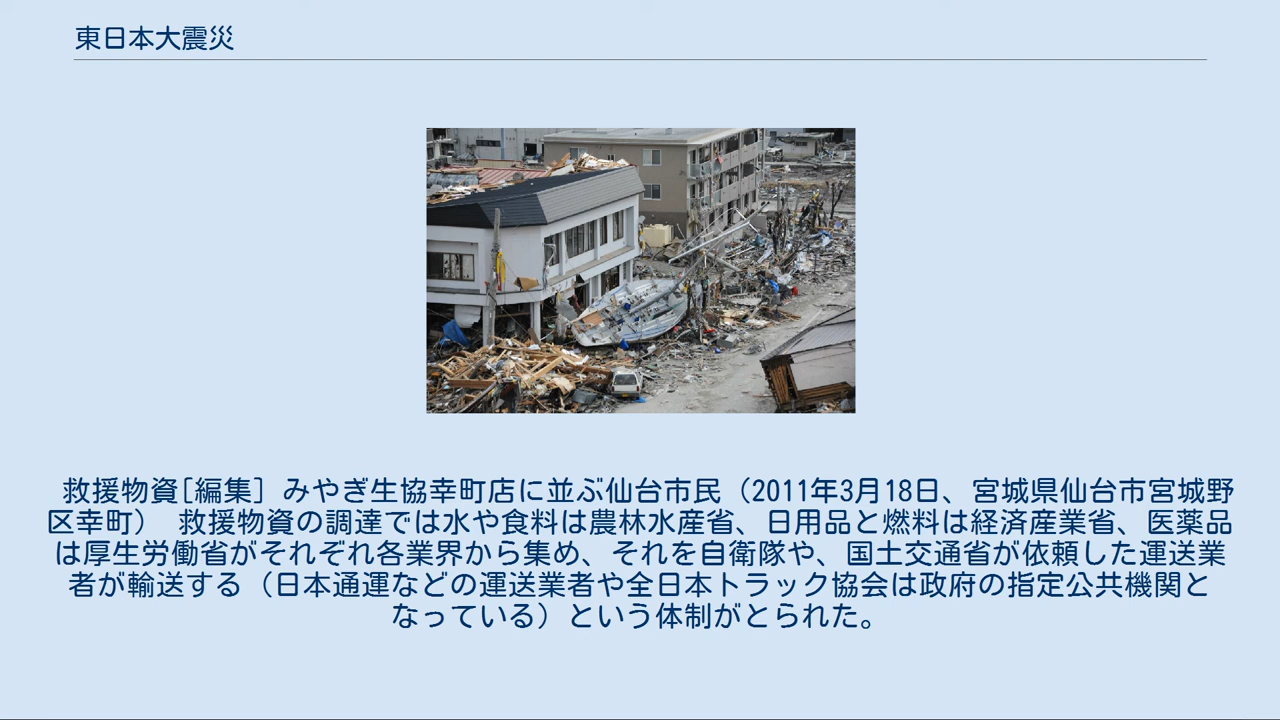 東日本大震災
救援物資[編集] みやぎ生協幸町店に並ぶ仙台市民（2011年3月18日、宮城県仙台市宮城野
区幸町） 救援物資の調達では水や食料は農林水産省、日用品と燃料は経済産業省、医薬品
は厚生労働省がそれぞれ各業界から集め、それを自衛隊や、国土交通省が依頼した運送業
者が輸送する（日本通運などの運送業者や全日本トラック協会は政府の指定公共機関と
なっている）という体制がとられた。